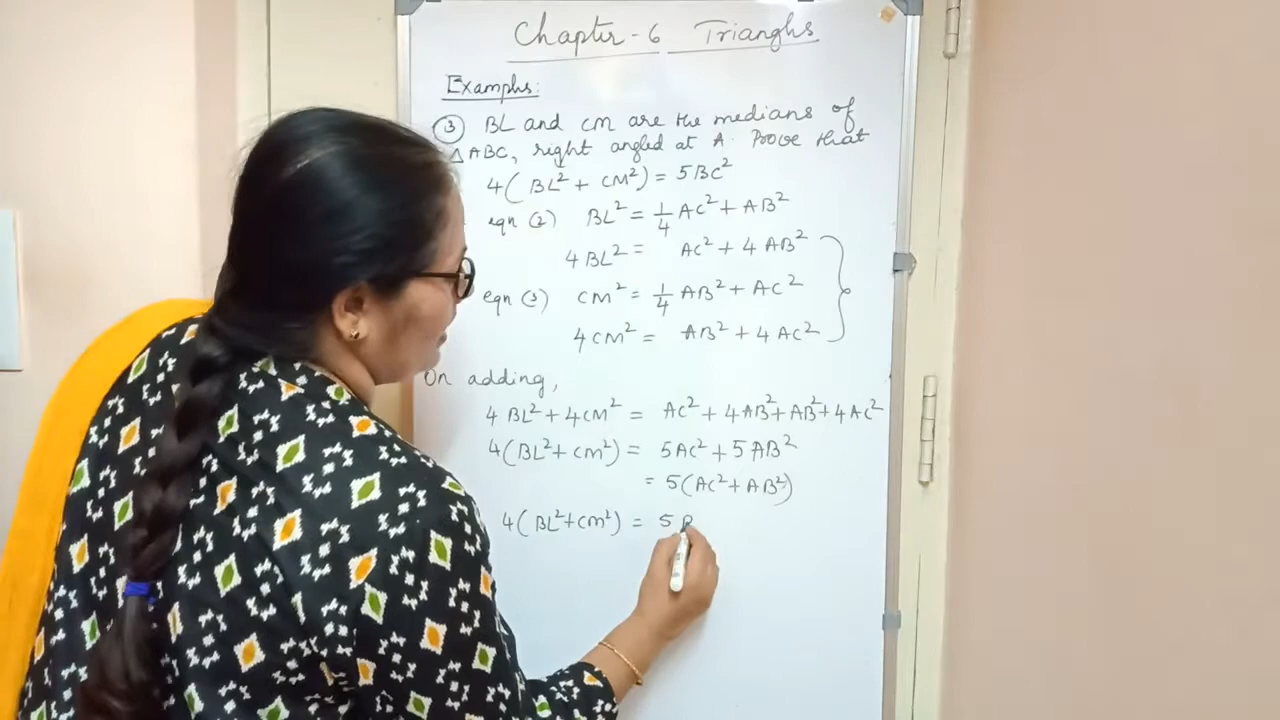 Chapter-6 Triangles
Examples:
③ BL and CM are the medians of
△ABC, right angled at A. Prove that
4(BL² + CM²) = 5BC²
eqn (2) BL² = 1/4 AC² + AB²
4BL² = AC² + 4AB²
eqn (3) CM² = 1/4 AB² + AC²
4CM² = AB² + 4AC²
On adding,
4BL² + 4CM² = AC² + 4AB² + AB² + 4AC²
4(BL² + CM²) = 5AC² + 5AB²
= 5(AC² + AB²)
4(BL² + CM²) = 5B